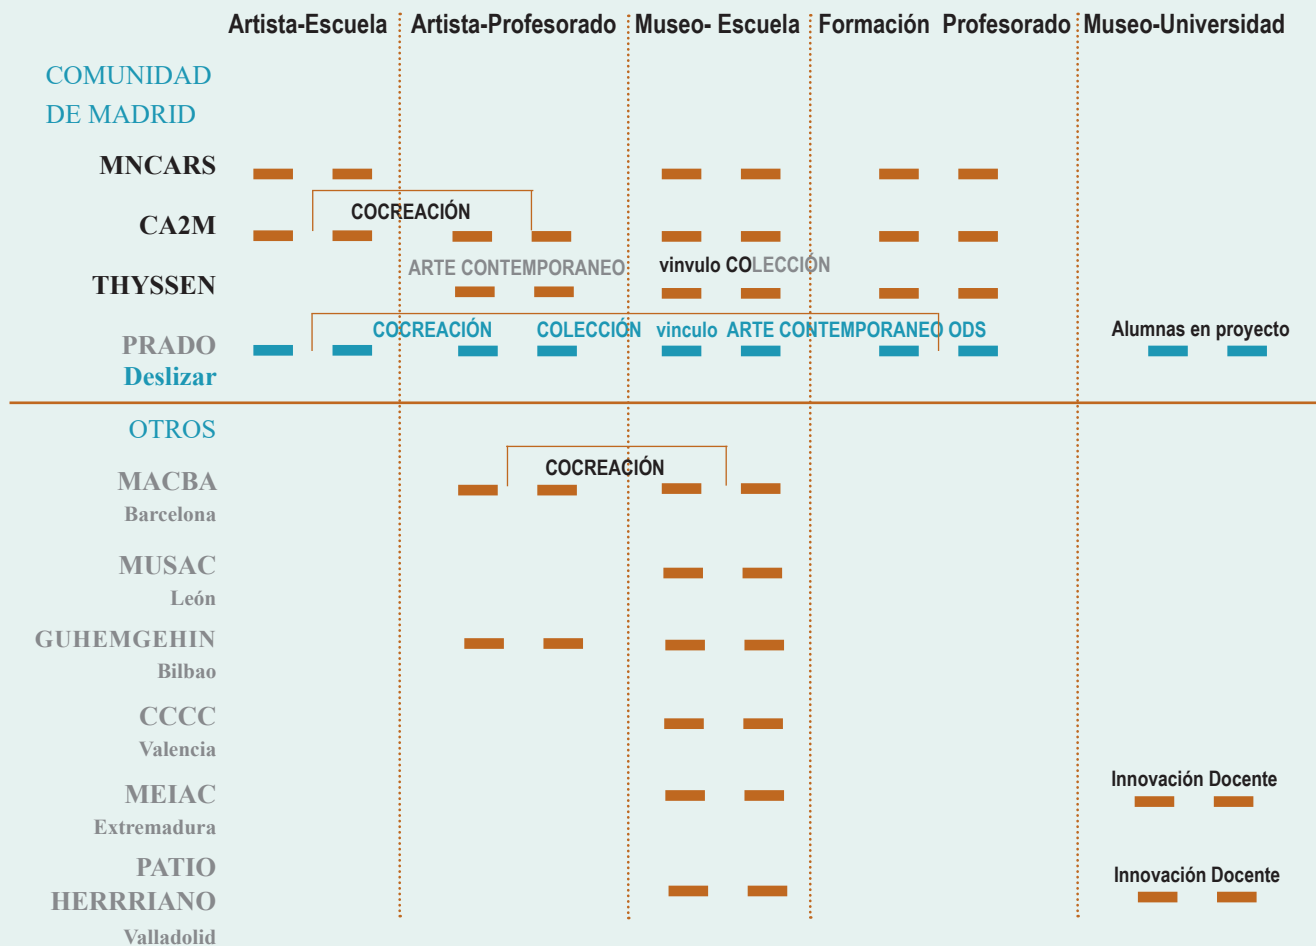 Artista-Escuela Artista-Profesorado Museo- Escuela Formación Profesorado Museo-Universidad
COMUNIDAD
DE MADRID
MNCARS
COCREACIÓN
CA2M
ARTE CONTEMPORANEO vinvulo COLECCIÓN
THYSSEN
COCREACIÓN COLECCIÓN vinculo ARTE CONTEMPORANEO ODS Alumnas en proyecto
PRADO
Deslizar
OTROS
COCREACIÓN
MACBA
Barcelona
MUSAC
León
GUHEMGEHIN
Bilbao
CCCC
Valencia
Innovación Docente
MEIAC
Extremadura
PATIO
Innovación Docente
HERRRIANO
Valladolid